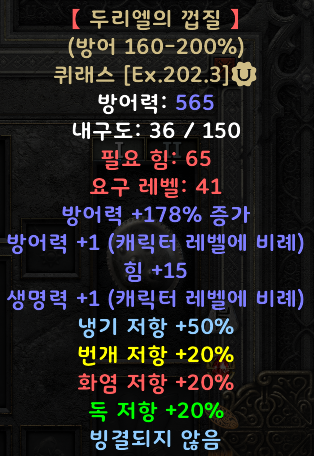 【 두리엘의 껍질 】
(방어 160-200%)
퀴래스 [Ex.202.3]
방어력: 565
내구도: 36 / 150
필요 힘: 65
요구 레벨: 41
방어력 +178% 증가
방어력 +1 (캐릭터 레벨에 비례)
힘 +15
생명력 +1 (캐릭터 레벨에 비례)
냉기 저항 +50%
번개 저항 +20%
화염 저항 +20%
독 저항 +20%
빙결되지 않음